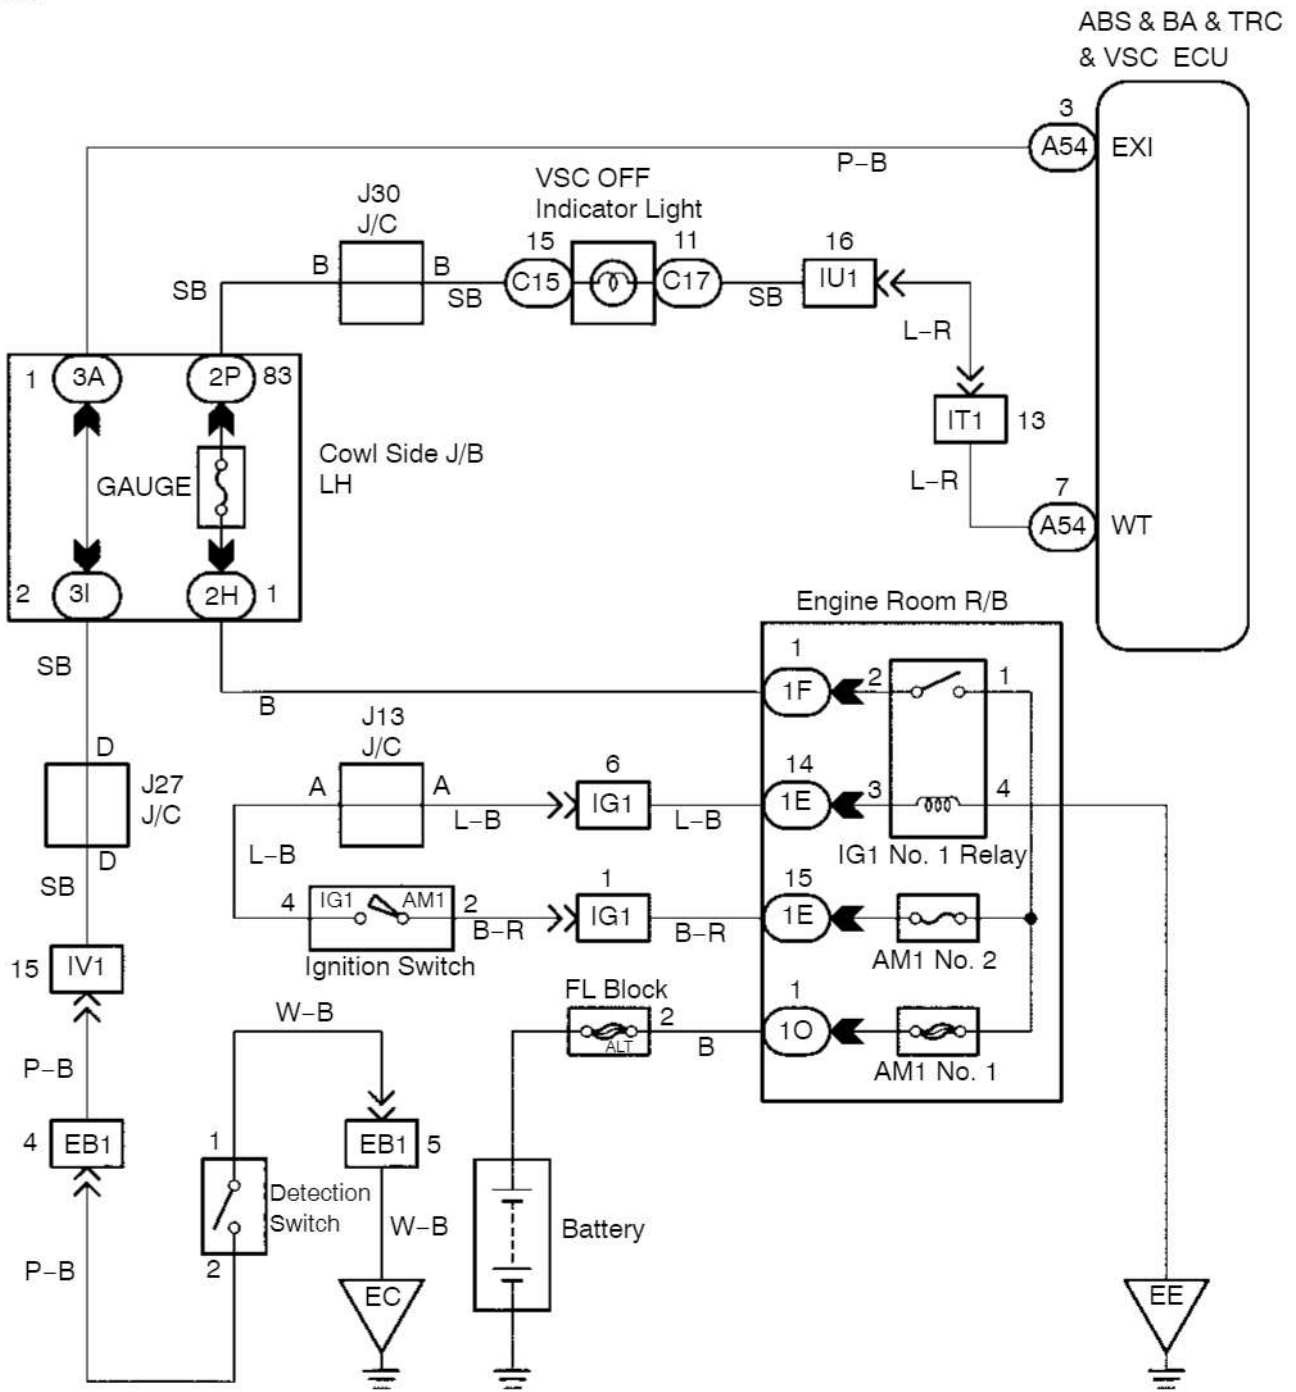 ABS & BA & TRC
& VSC ECU
3
A54
EXI
P-B
VSC OFF
Indicator Light
J30
J/C
15
11
16
B
B
SB
SB
C15
C17
SB
IU1
L-R
1
3A
2P
83
IT1
13
Cowl Side J/B
LH
GAUGE
L-R
7
A54
WT
2
3I
2H
1
Engine Room R/B
SB
B
1
1F
2
1
J13
J/C
D
J27
J/C
D
A
A
L-B
6
IG1
L-B
14
1E
3
4
IG1 No. 1 Relay
L-B
SB
4
IG1
AM1
2
B-R
1
IG1
B-R
15
1E
AM1 No. 2
Ignition Switch
15
IV1
FL Block
2
ALT
B
1
1O
AM1 No. 1
W-B
P-B
4
EB1
1
EB1
5
Detection
Switch
W-B
Battery
P-B
2
EC
EE